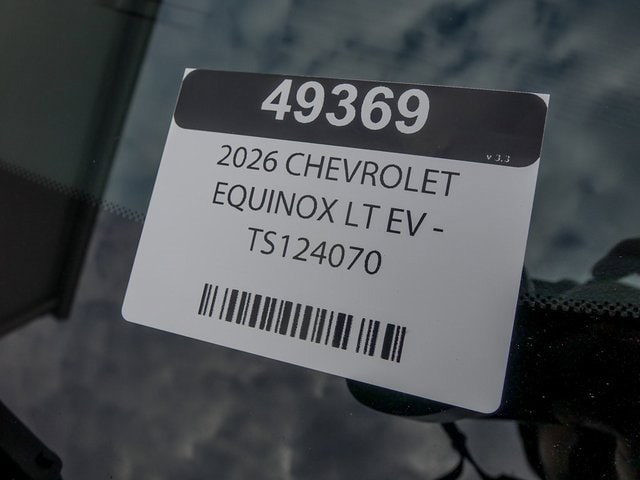 49369
v 3.3
2026 CHEVROLET
EQUINOX LT EV -
TS124070